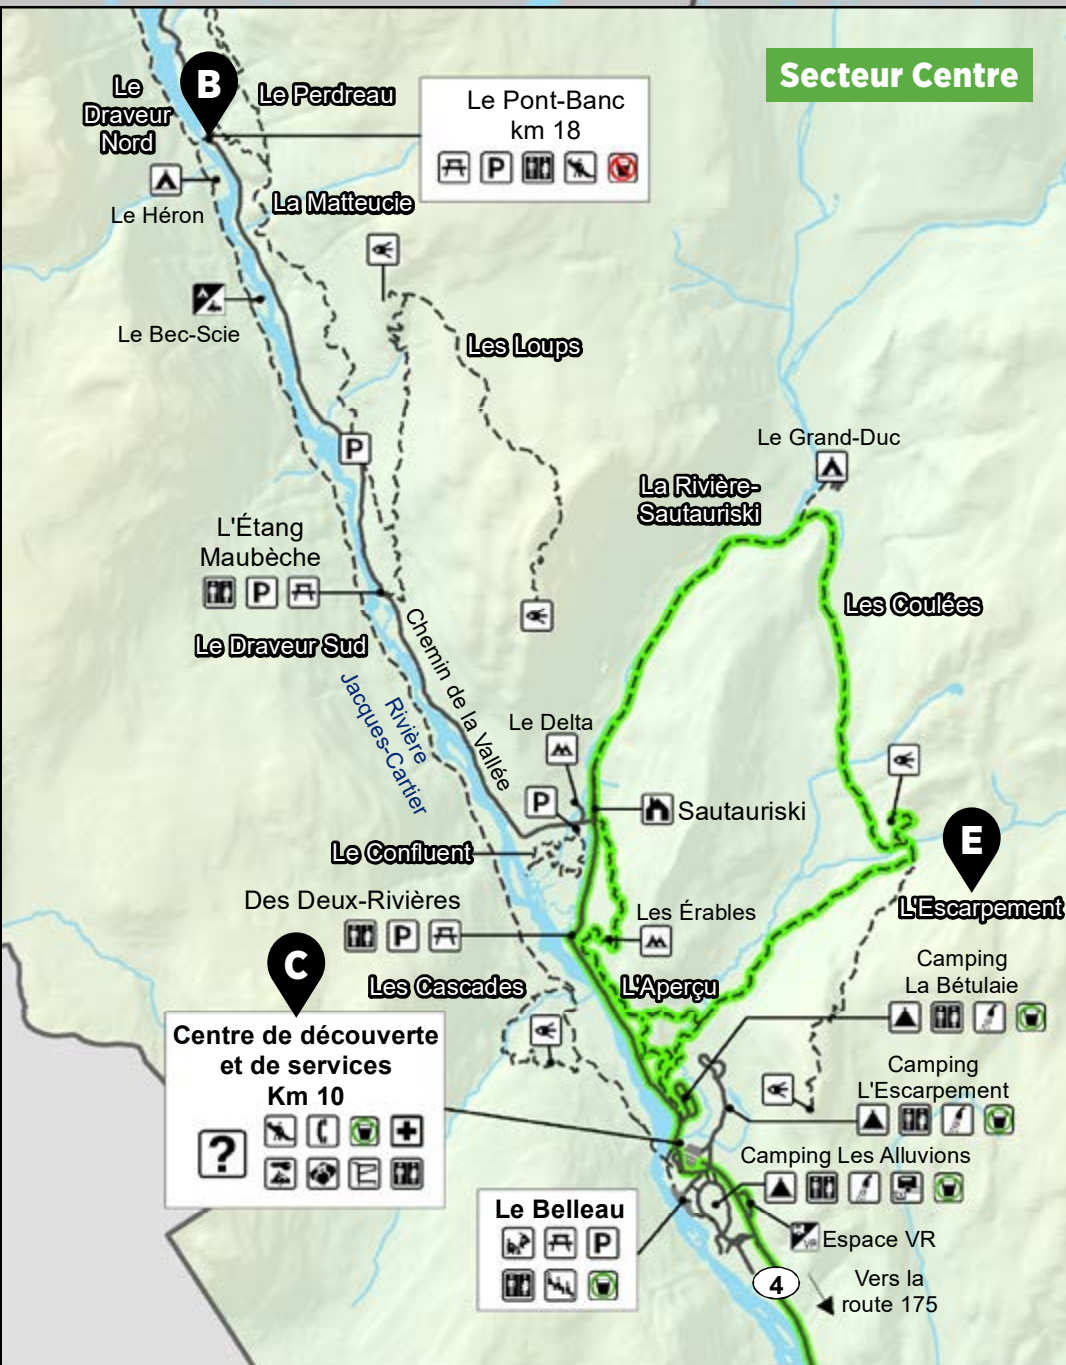 Secteur Centre
B
Le
Draveur
Nord
Le Perdreau
Le Pont-Banc
km 18
P
Le Héron
La Matteucie
Le Bec-Scie
Les Loups
P
Le Grand-Duc
La Rivière-
Sautauriski
L'Étang
Maubèche
P
Les Coulées
Le Draveur Sud
Chemin de la Vallée
Rivière
Jacques-Cartier
Le Delta
P
Sautauriski
E
L'Escarpement
Le Confluent
Des Deux-Rivières
P
Les Érables
C
Les Cascades
L'Aperçu
Camping
La Bétulaie
Centre de découverte
et de services
Km 10
?
Camping
L'Escarpement
Camping Les Alluvions
Le Belleau
P
VR
Espace VR
4
Vers la
route 175